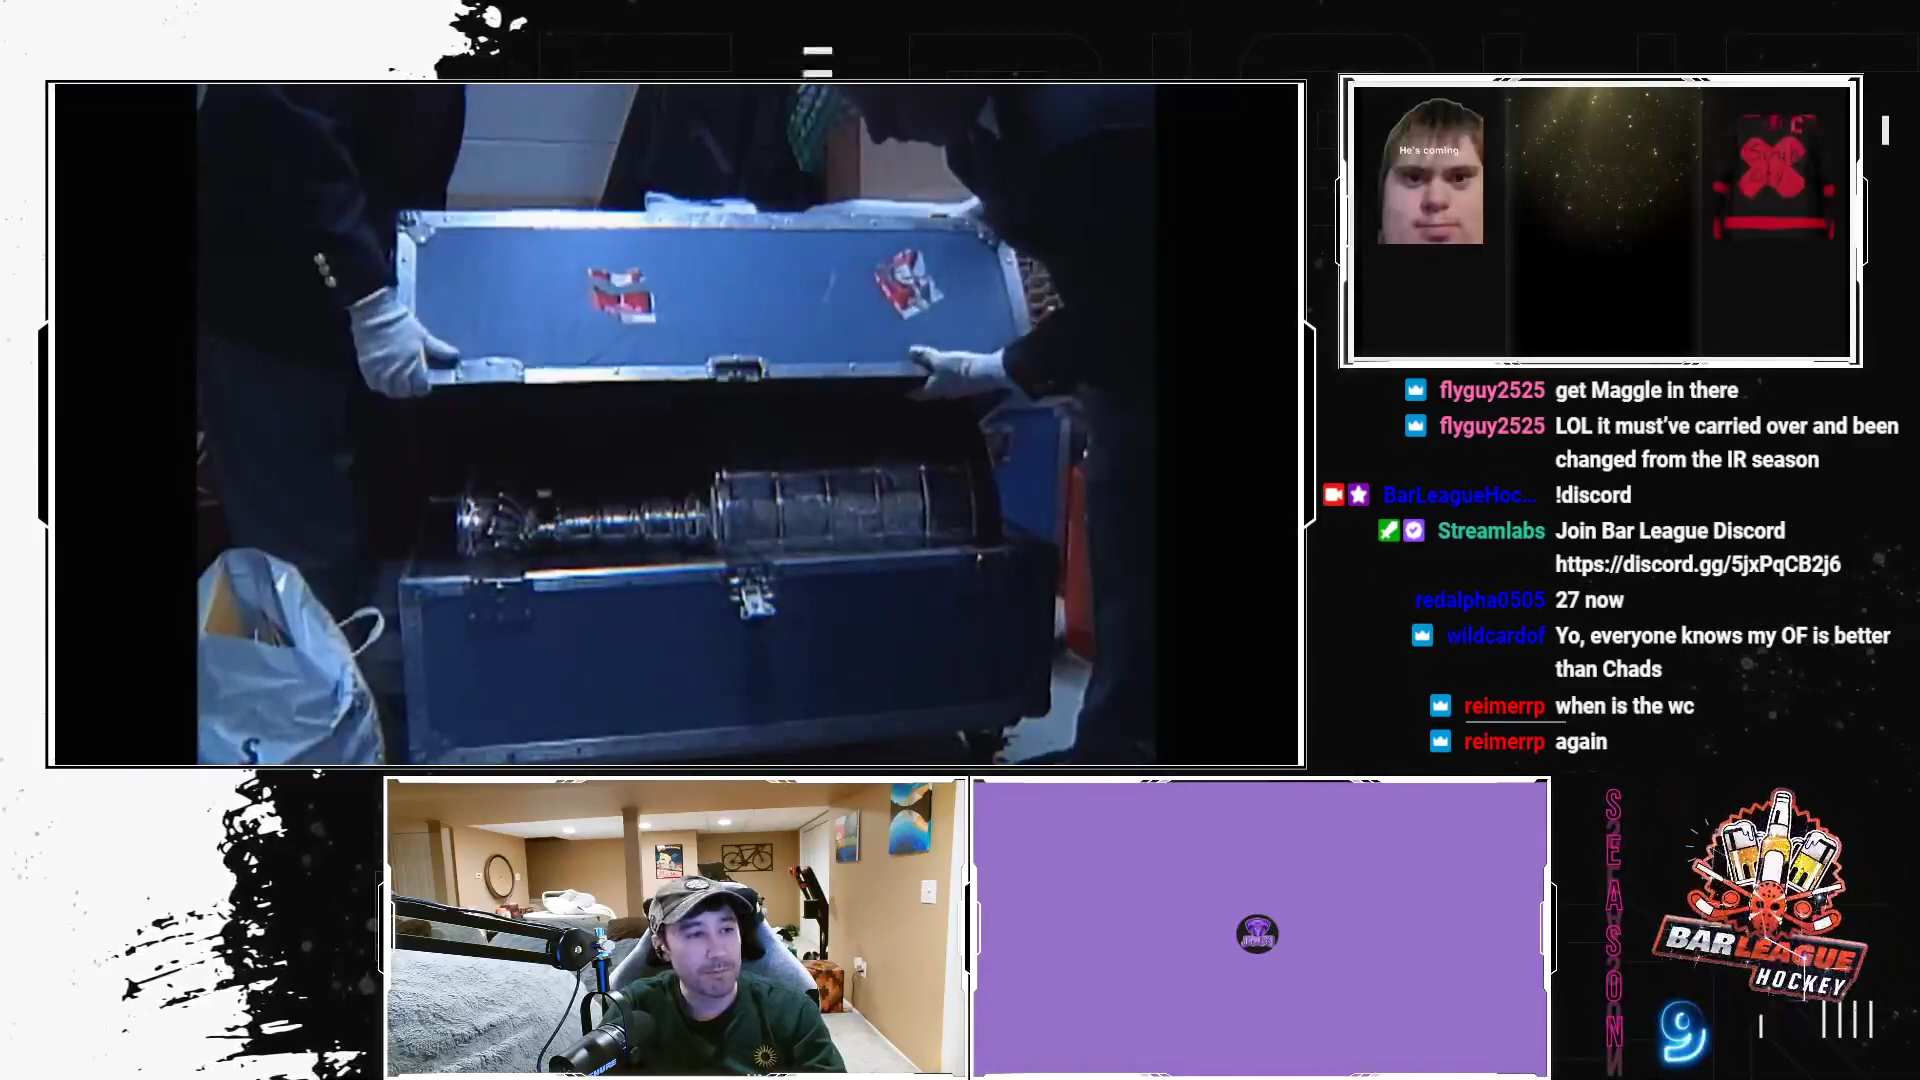 He's coming.
flyguy2525 get Maggle in there
flyguy2525 LOL it must’ve carried over and been
changed from the IR season
BarLeagueHoc... !discord
Streamlabs Join Bar League Discord
https://discord.gg/5jxPqCB2j6
redalpha0505 27 now
wildcardof Yo, everyone knows my OF is better
than Chads
reimerrp when is the wc
reimerrp again
SEASON
9
BAR LEAGUE
HOCKEY
SHURE